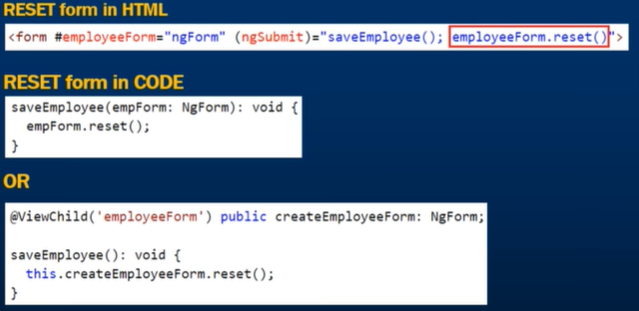 RESET form in HTML
<form #employeeForm="ngForm" (ngSubmit)="saveEmployee(); employeeForm.reset()">
RESET form in CODE
saveEmployee(empForm: NgForm): void {
  empForm.reset();
}
OR
@ViewChild('employeeForm') public createEmployeeForm: NgForm;
saveEmployee(): void {
  this.createEmployeeForm.reset();
}